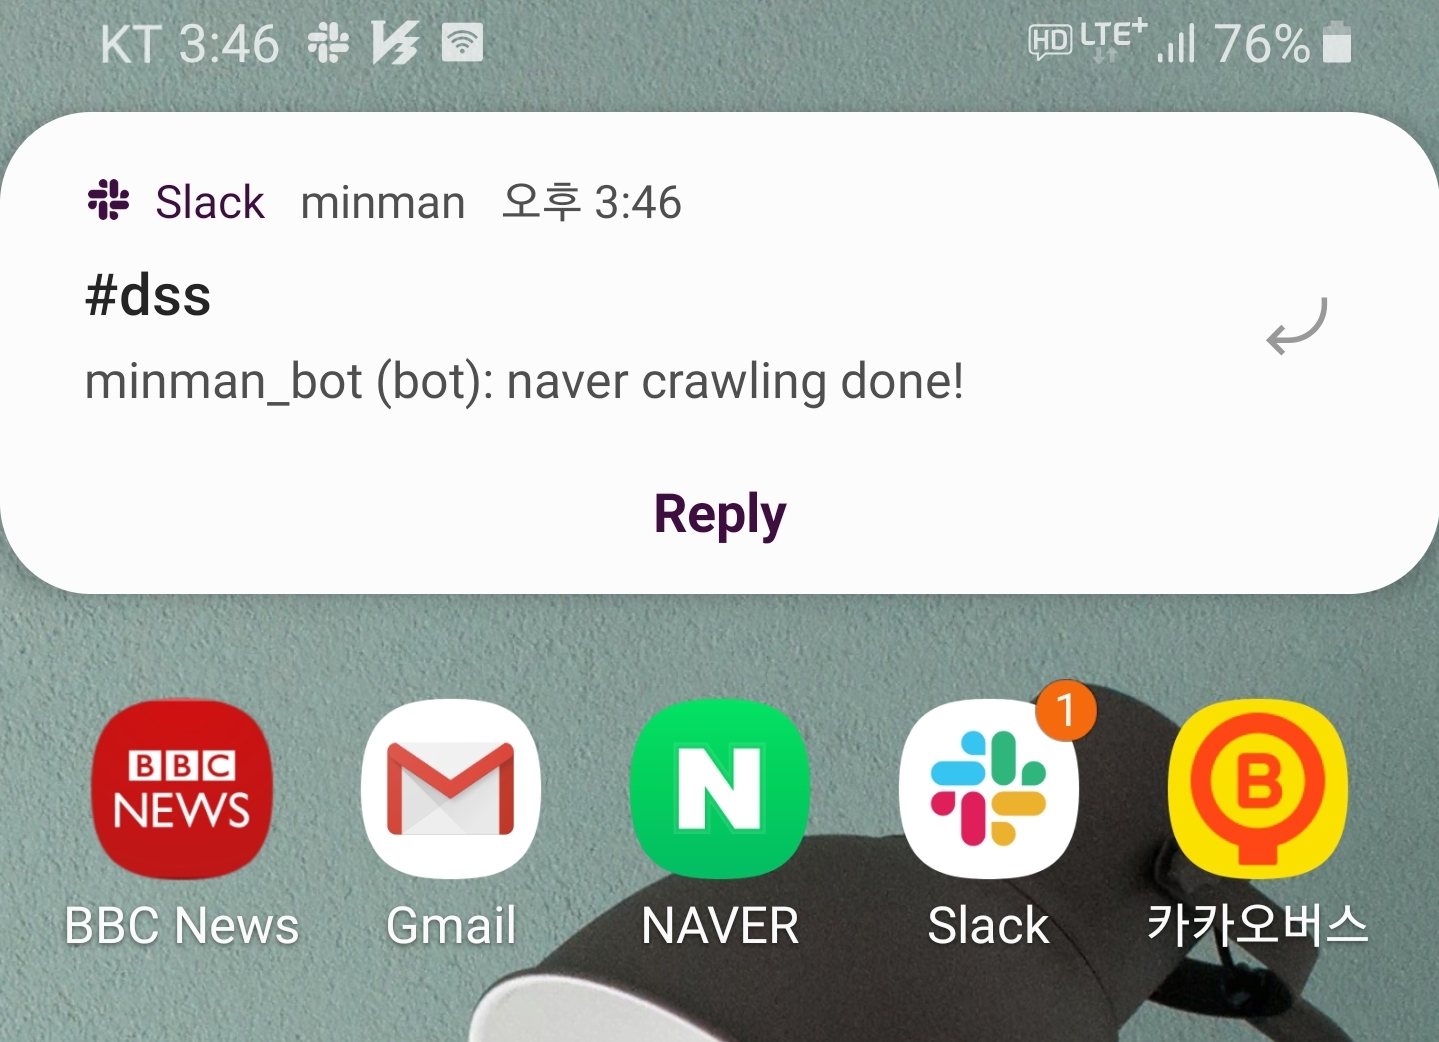 KT 3:46 HD LTE+ 76%
Slack minman 오후 3:46
#dss
minman_bot (bot): naver crawling done!
Reply
1
BBC
NEWS
N
B
BBC News Gmail NAVER Slack 카카오버스